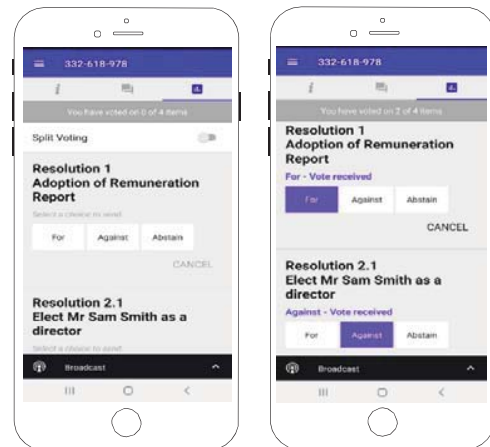 332-618-978
You have voted on 0 of 4 items
Split Voting
Resolution 1
Adoption of Remuneration
Report
Select a choice to send
For
Against
Abstain
CANCEL
Resolution 2.1
Elect Mr Sam Smith as a
director
Select a choice to send
Broadcast
332-618-978
You have voted on 2 of 4 items
Resolution 1
Adoption of Remuneration
Report
For - Vote received
For
Against
Abstain
CANCEL
Resolution 2.1
Elect Mr Sam Smith as a
director
Against - Vote received
For
Against
Abstain
Broadcast